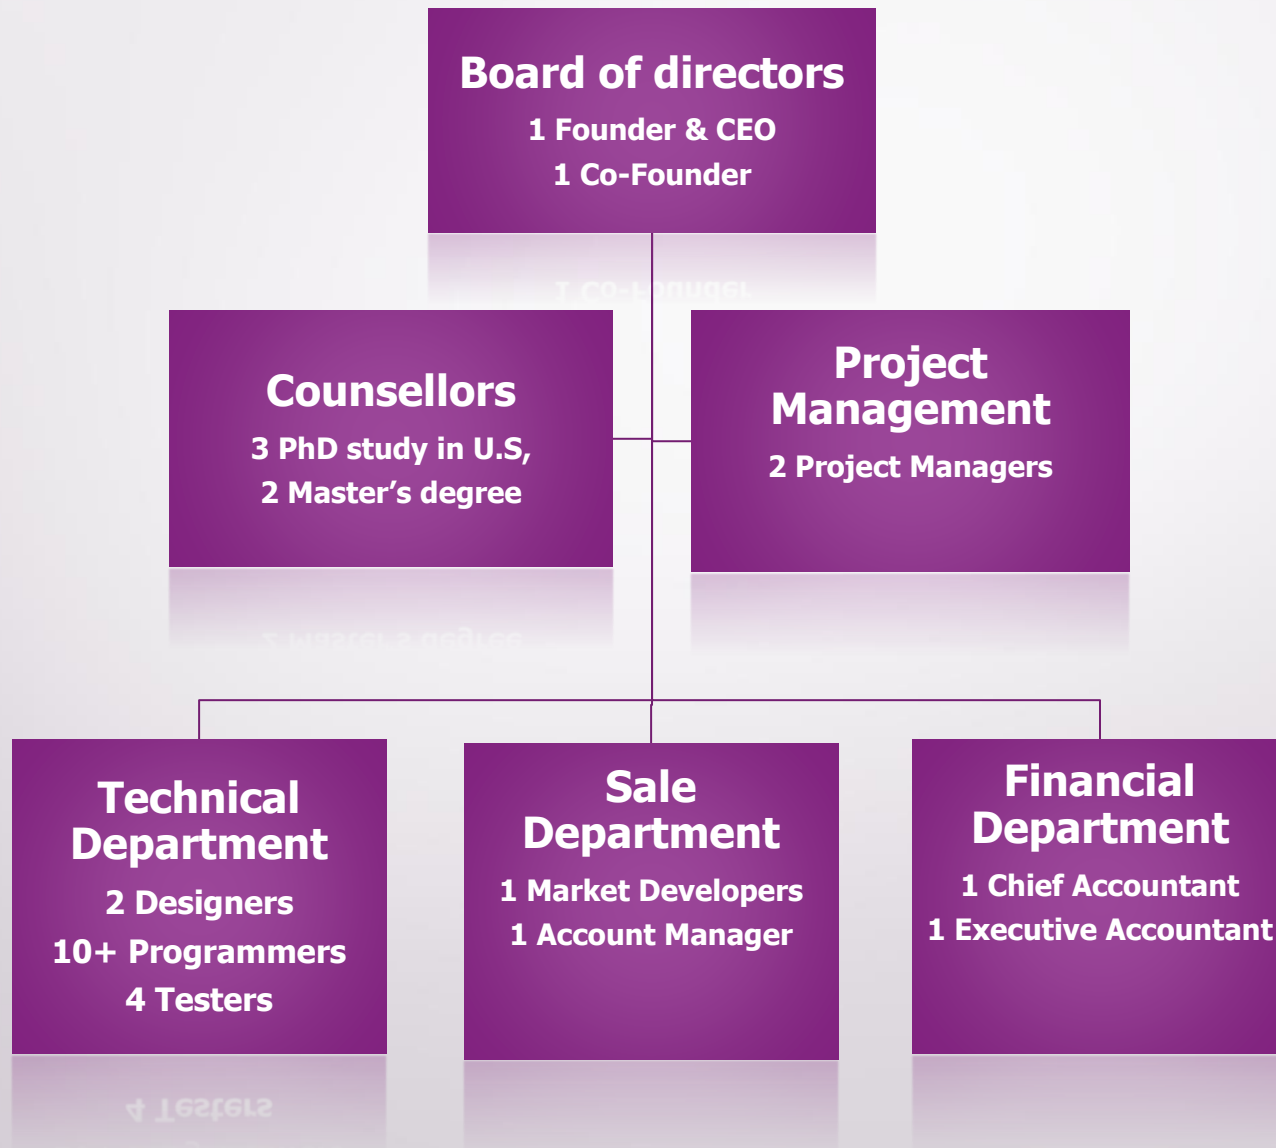 Board of directors
1 Founder & CEO
1 Co-Founder
Counsellors
3 PhD study in U.S,
2 Master’s degree
Project
Management
2 Project Managers
Technical
Department
2 Designers
10+ Programmers
4 Testers
Sale
Department
1 Market Developers
1 Account Manager
Financial
Department
1 Chief Accountant
1 Executive Accountant